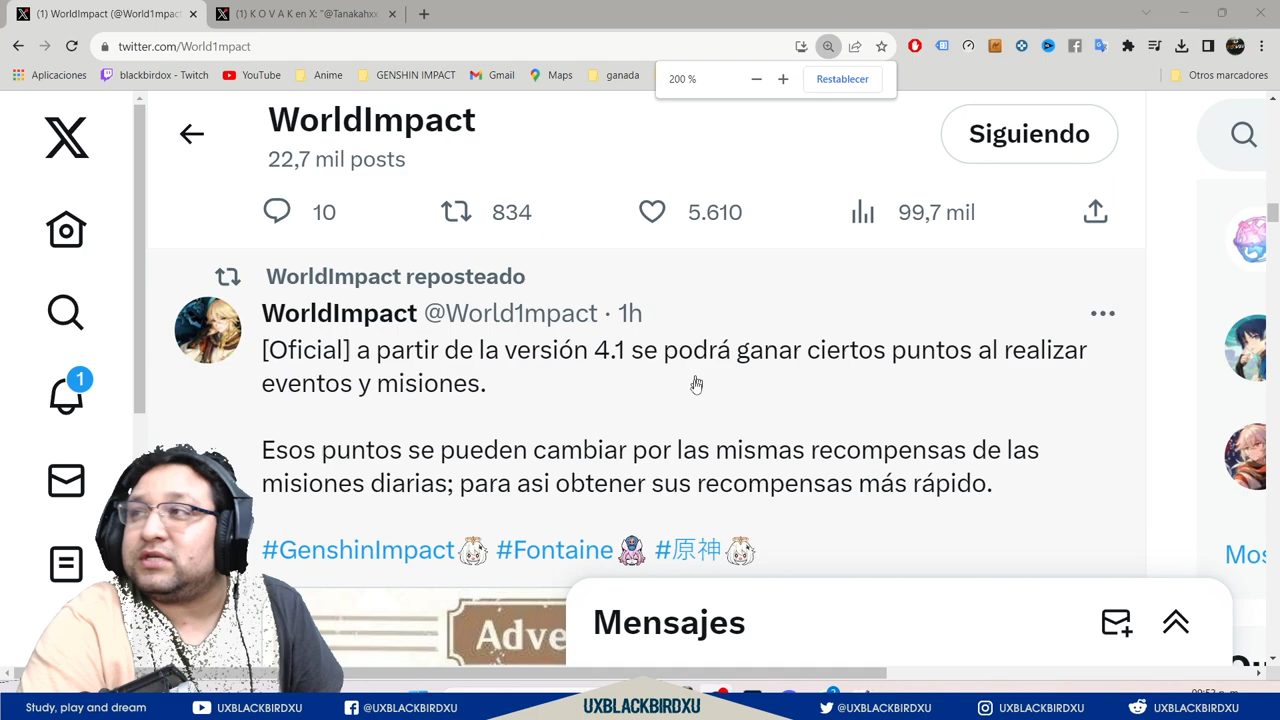 (1) WorldImpact (@World1mpact
(1) K O V A K en X: "@Tanakahxx
twitter.com/World1mpact
Aplicaciones
blackbirdox - Twitch
YouTube
Anime
GENSHIN IMPACT
Gmail
Maps
ganada
Otros marcadores
200 %
Restablecer
WorldImpact
22,7 mil posts
Siguiendo
10
834
5.610
99,7 mil
WorldImpact reposteado
WorldImpact @World1mpact · 1h
[Oficial] a partir de la versión 4.1 se podrá ganar ciertos puntos al realizar
eventos y misiones.
Esos puntos se pueden cambiar por las mismas recompensas de las
misiones diarias; para asi obtener sus recompensas más rápido.
#GenshinImpact #Fontaine #原神
1
Mos
Adve
Mensajes
Study, play and dream
UXBLACKBIRDXU
@UXBLACKBIRDXU
UXBLACKBIRDXU
@UXBLACKBIRDXU
UXBLACKBIRDXU
UXBLACKBIRDXU